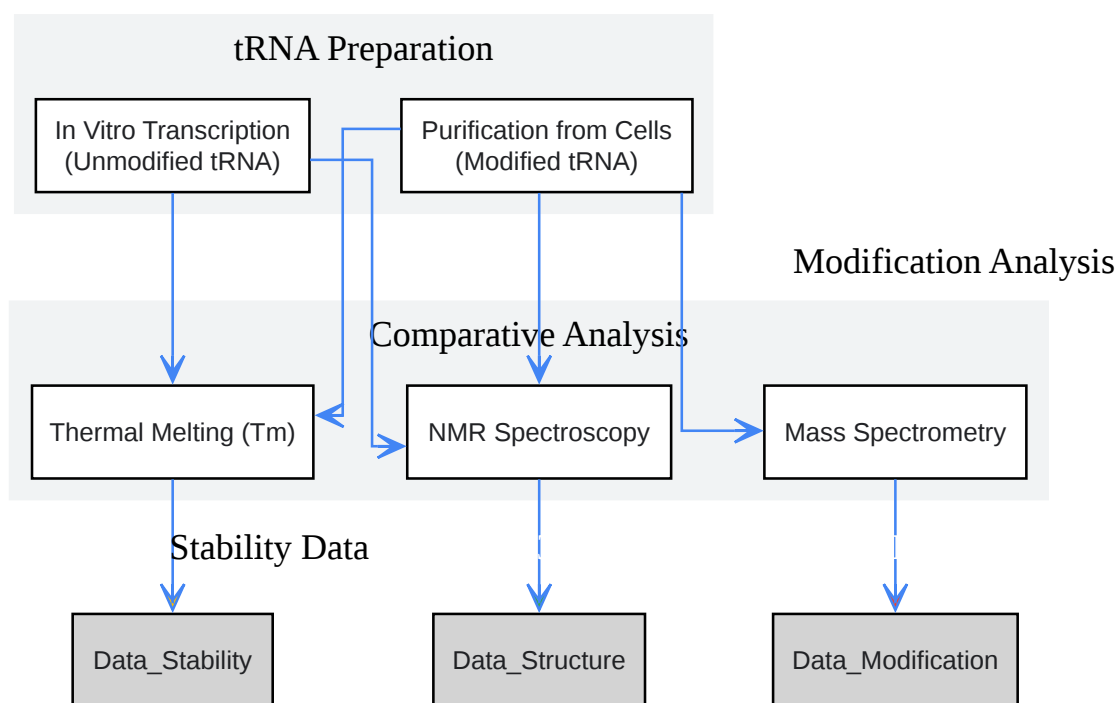 tRNA Preparation
In Vitro Transcription
(Unmodified tRNA)
Purification from Cells
(Modified tRNA)
Modification Analysis
Comparative Analysis
Thermal Melting (Tm)
NMR Spectroscopy
Mass Spectrometry
Stability Data
Data_Stability
Data_Structure
Data_Modification